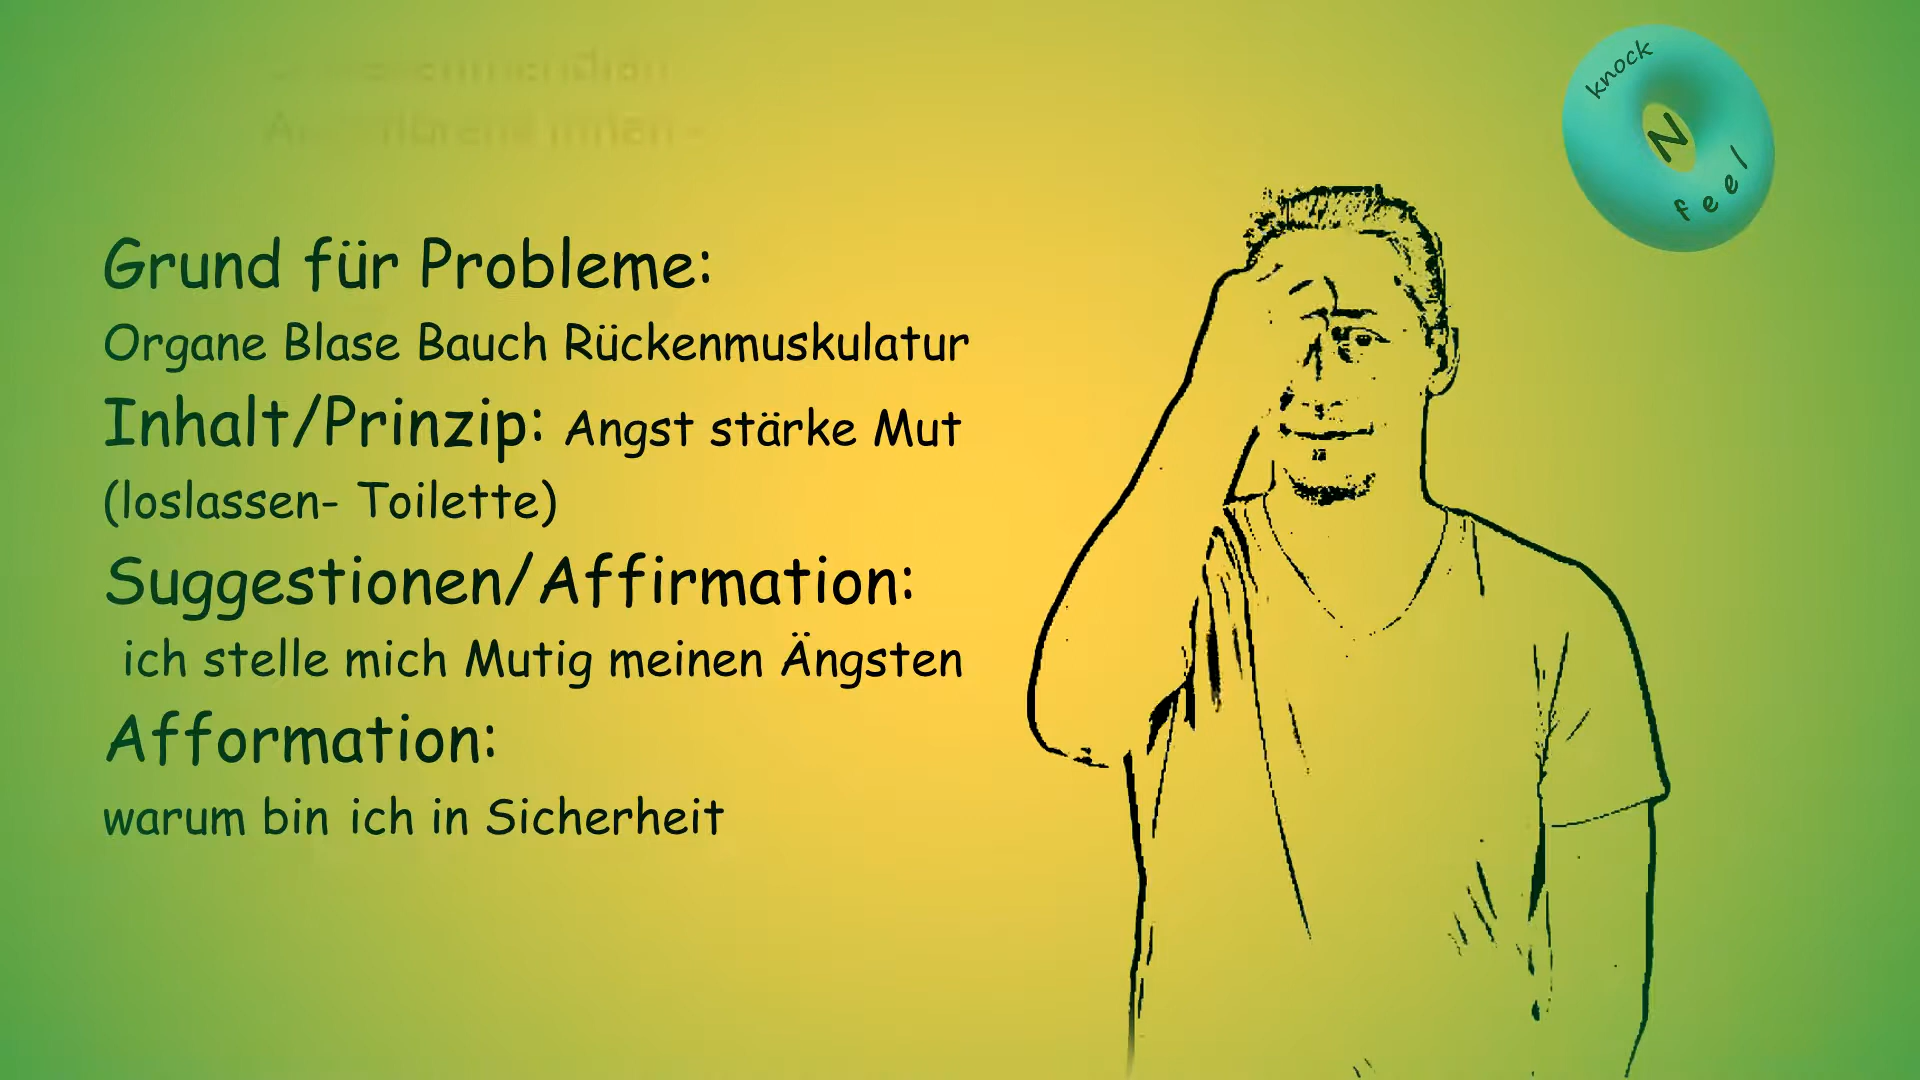 knock
N
feel
Grund für Probleme:
Organe Blase Bauch Rückenmuskulatur
Inhalt/Prinzip: Angst stärke Mut
(loslassen- Toilette)
Suggestionen/Affirmation:
ich stelle mich Mutig meinen Ängsten
Afformation:
warum bin ich in Sicherheit